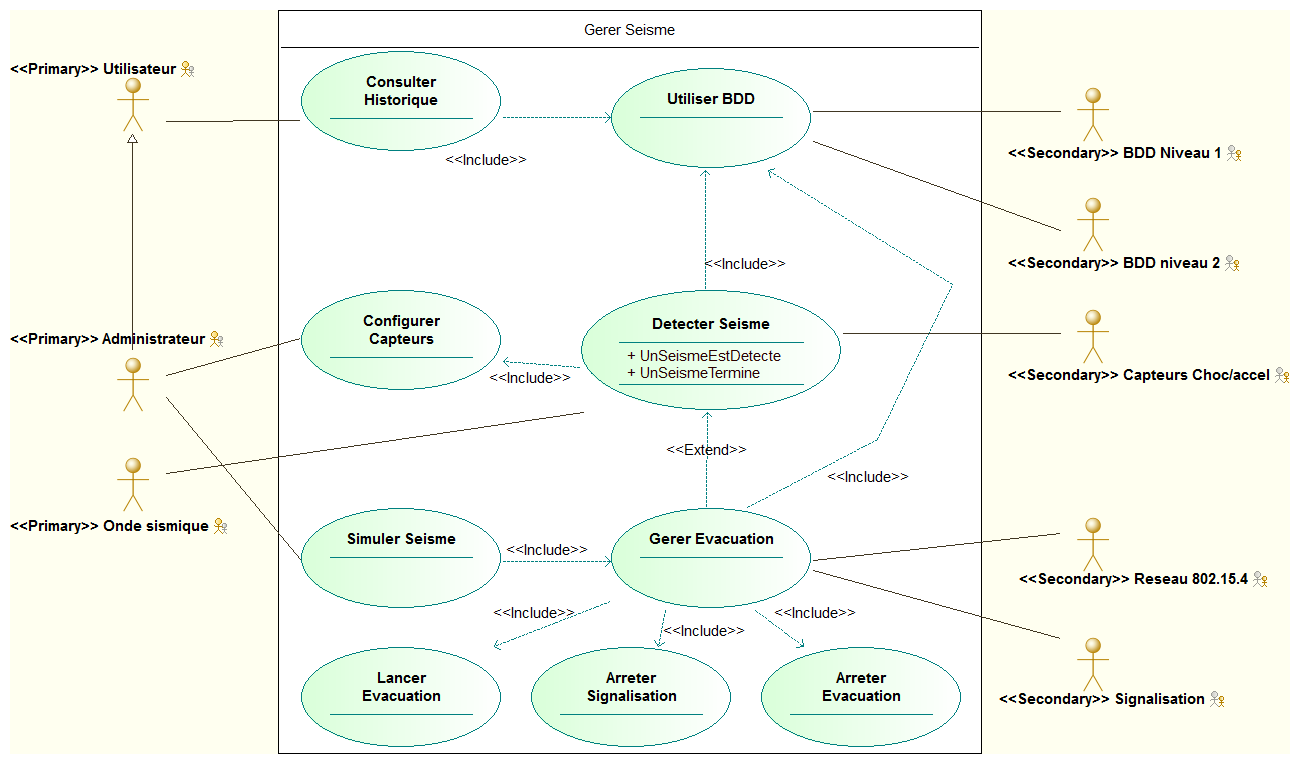 Gerer Seisme
<<Primary>> Utilisateur
Consulter
Historique
Utiliser BDD
<<Include>>
<<Secondary>> BDD Niveau 1
<<Secondary>> BDD niveau 2
<<Include>>
<<Primary>> Administrateur
Configurer
Capteurs
Detecter Seisme
+ UnSeismeEstDetecte
+ UnSeismeTermine
<<Include>>
<<Secondary>> Capteurs Choc/accel
<<Extend>>
<<Include>>
<<Primary>> Onde sismique
Simuler Seisme
<<Include>>
Gerer Evacuation
<<Secondary>> Reseau 802.15.4
<<Include>>
<<Include>>
<<Include>>
Lancer
Evacuation
Arreter
Signalisation
Arreter
Evacuation
<<Secondary>> Signalisation